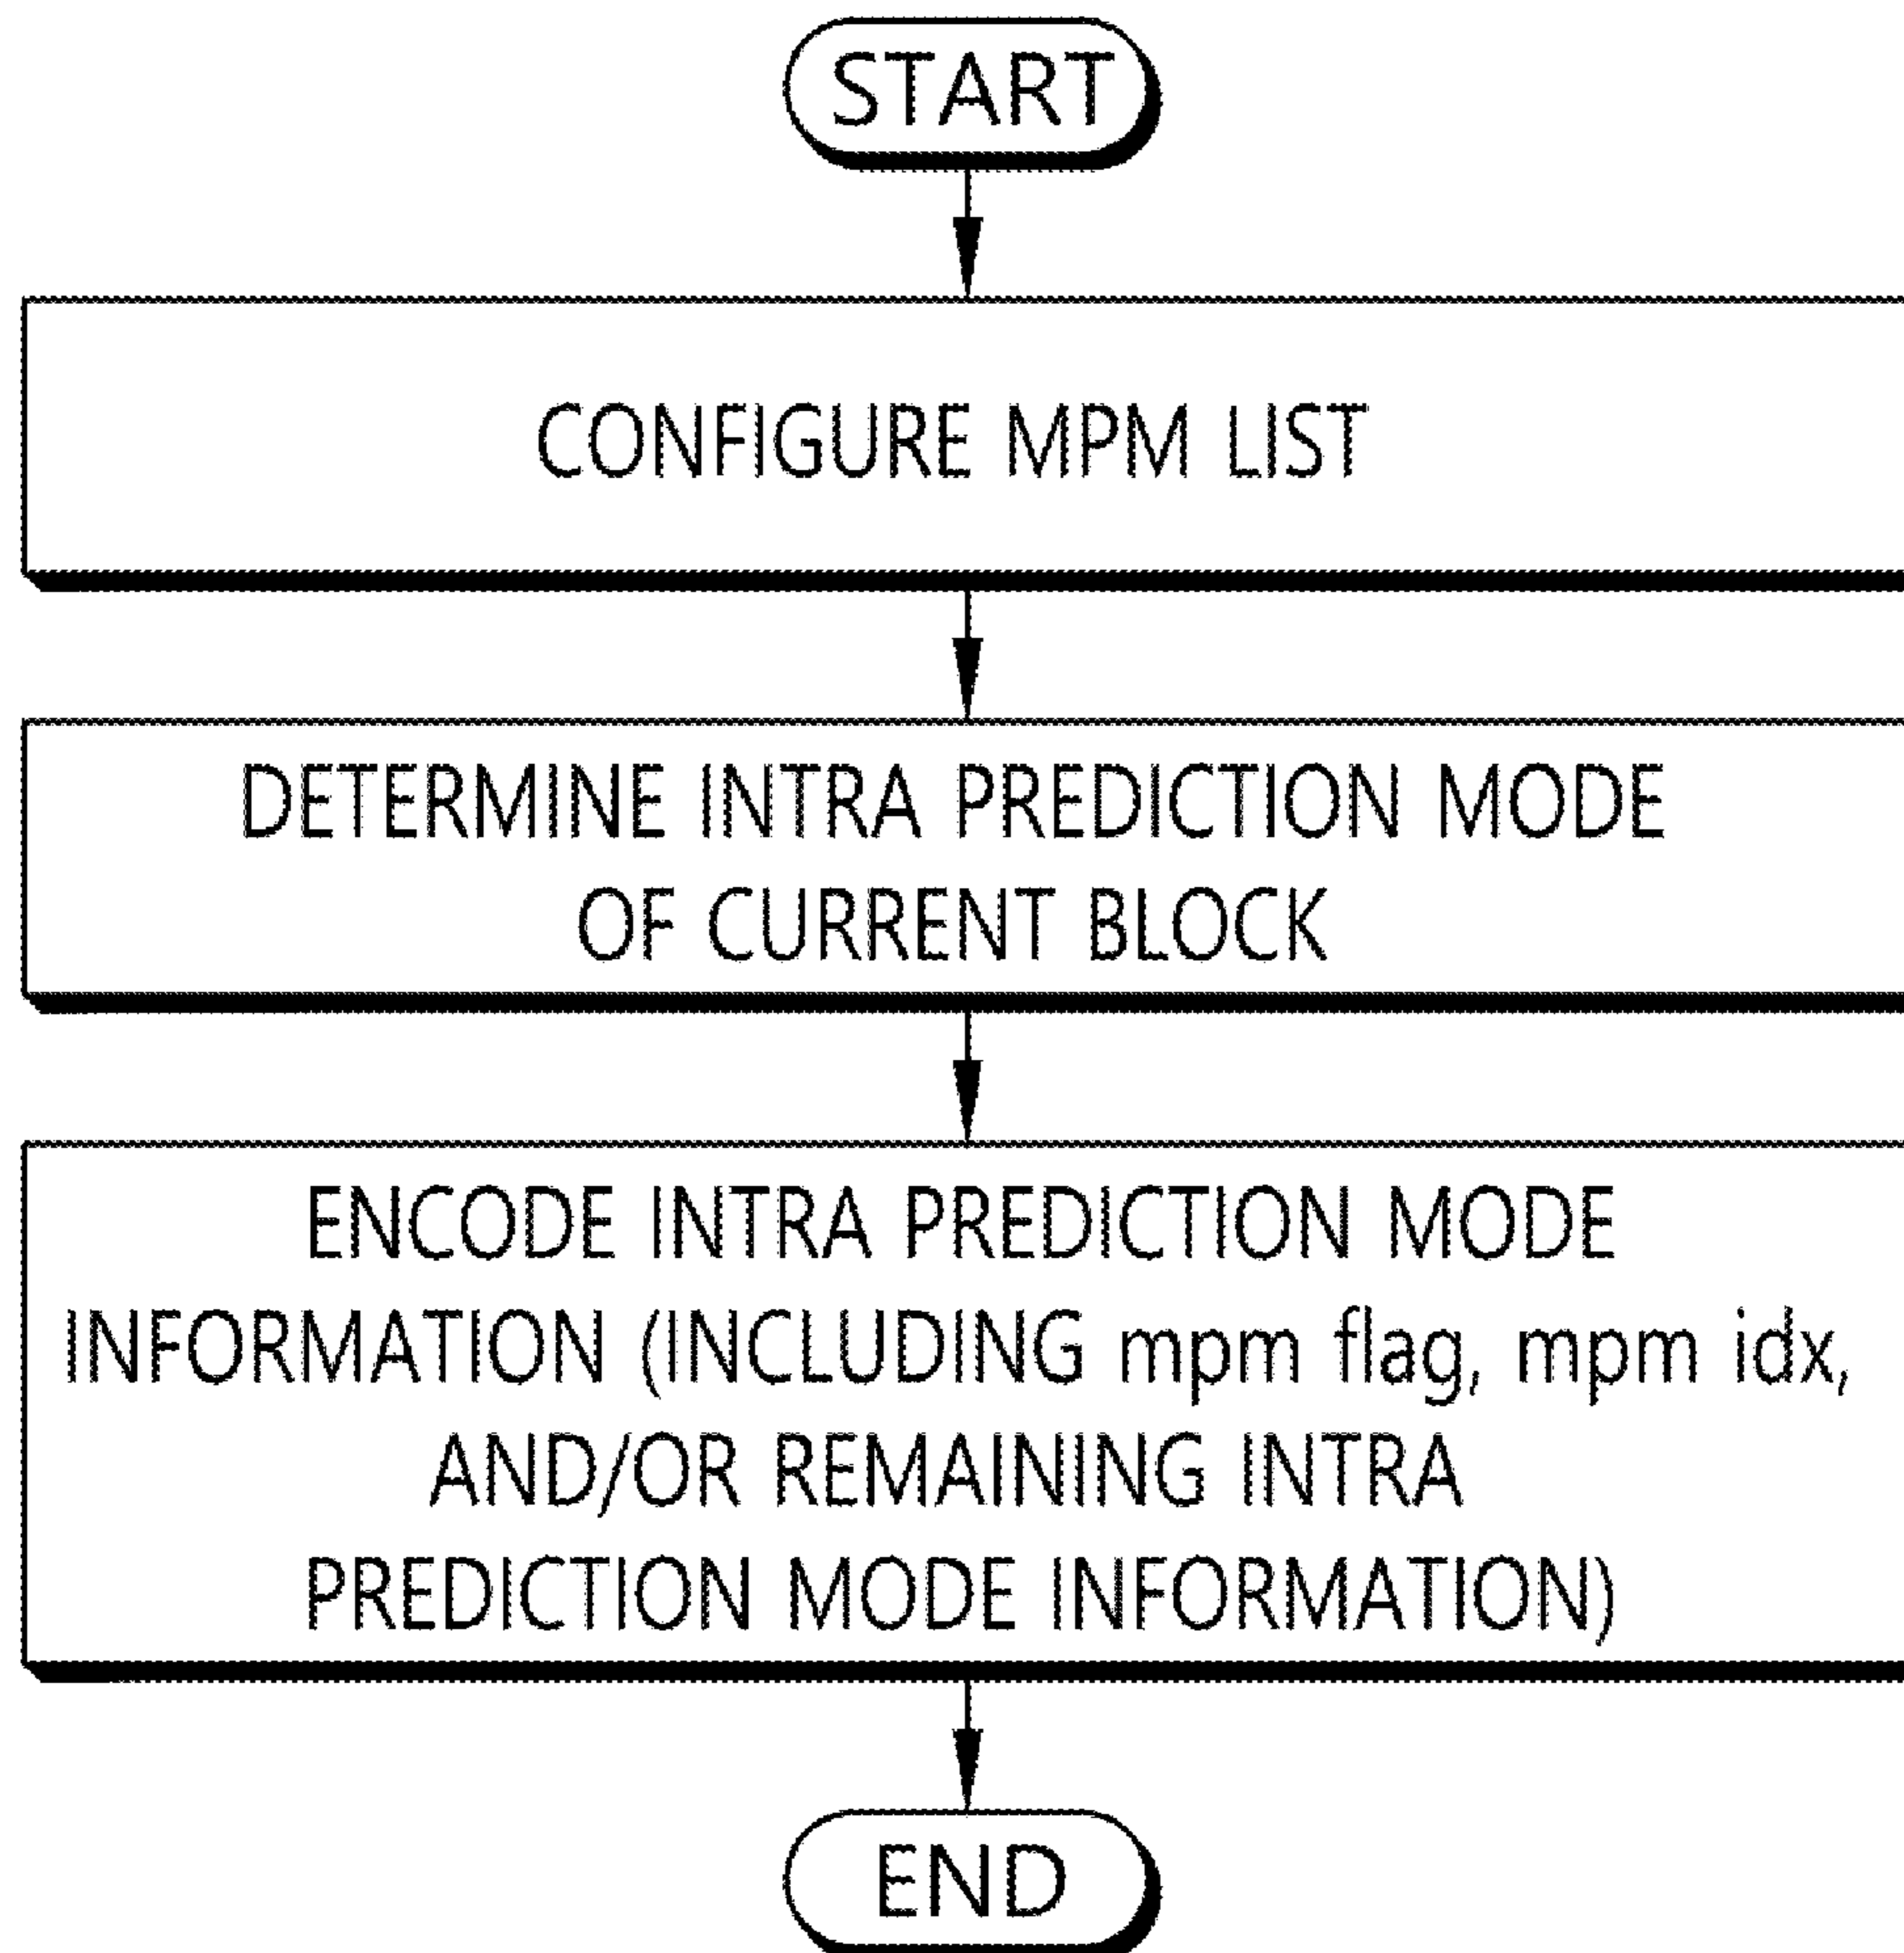 START
CONFIGURE MPM LIST
DETERMINE INTRA PREDICTION MODE
OF CURRENT BLOCK
ENCODE INTRA PREDICTION MODE
INFORMATION (INCLUDING mpm flag, mpm idx,
AND/OR REMAINING INTRA
PREDICTION MODE INFORMATION)
END